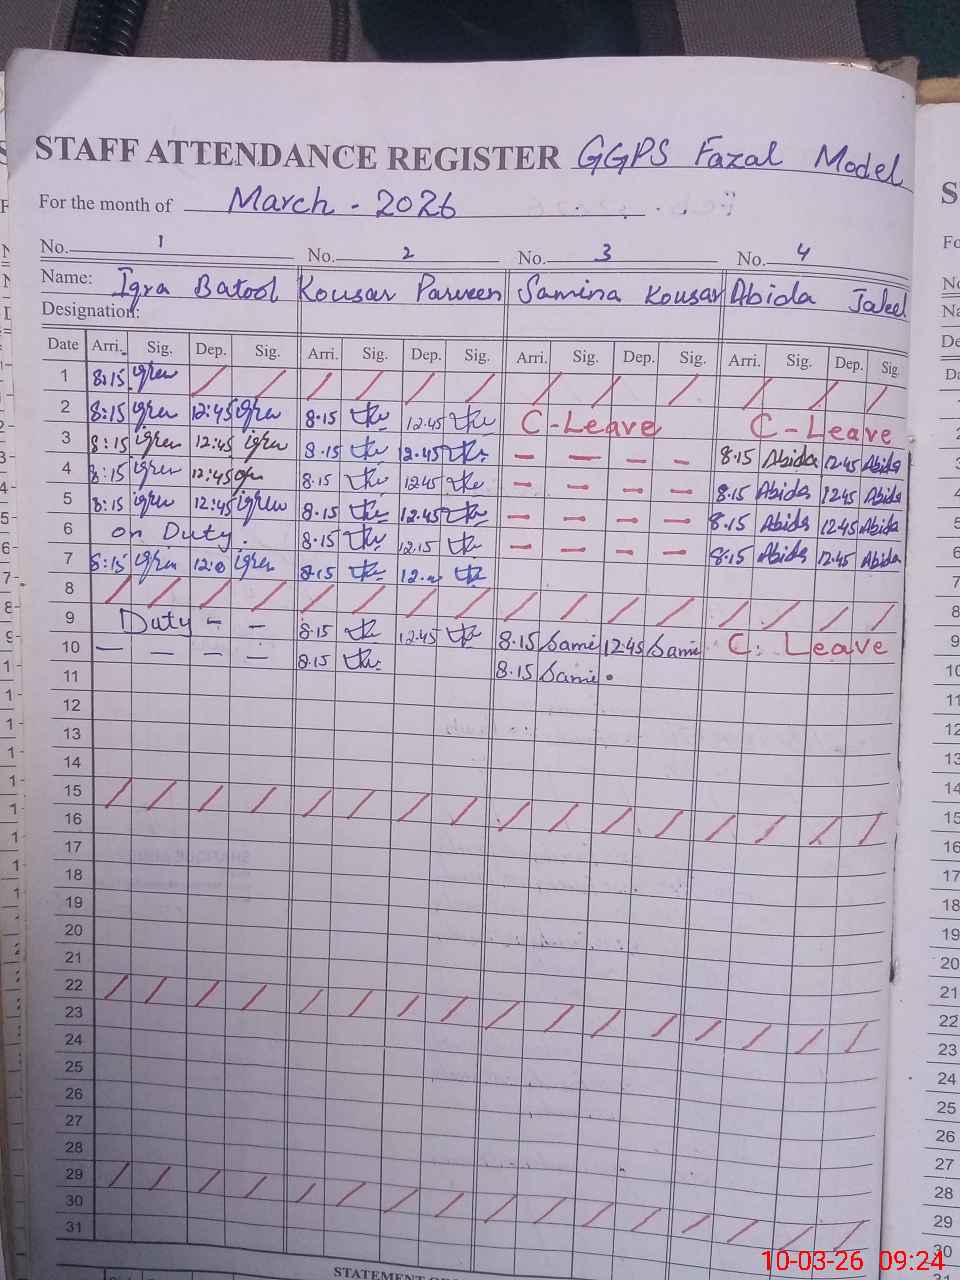 STAFF ATTENDANCE REGISTER GGPS Fazal Model
For the month of March - 2026
No. 1 No. 2 No. 3 No. 4
Name: Iqra Batool Kousar Parveen Samina Kousar Abida Jaleel
Designation:
Date Arri. Sig. Dep. Sig. Arri. Sig. Dep. Sig. Arri. Sig. Dep. Sig. Arri. Sig. Dep. Sig.
1 8:15
2 8:15 12:45 8.15 12.45 C-Leave C-Leave
3 8:15 12:45 8.15 12.45 - - - - 8.15 Abida 12.45 Abida
4 8:15 12:45 8.15 12.45 - - - - 8.15 Abida 12.45 Abida
5 8:15 12:45 8.15 12.45 - - - - 8.15 Abida 12.45 Abida
6 on Duty. 8.15 12.15 - - - - 8.15 Abida 12.45 Abida
7 8:15 8.15
8
9 Duty - - 8.15 12.45 8.15 Sami 12.45 Sami C. Leave
10 - - - - 8.15 8.15 Sami
11
12
13
14
15
16
17
18
19
20
21
22
23
24
25
26
27
28
29
30
31
10-03-26 09:24